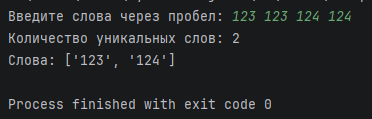 Введите слова через пробел: 123 123 124 124
Количество уникальных слов: 2
Слова: ['123', '124']
Process finished with exit code 0